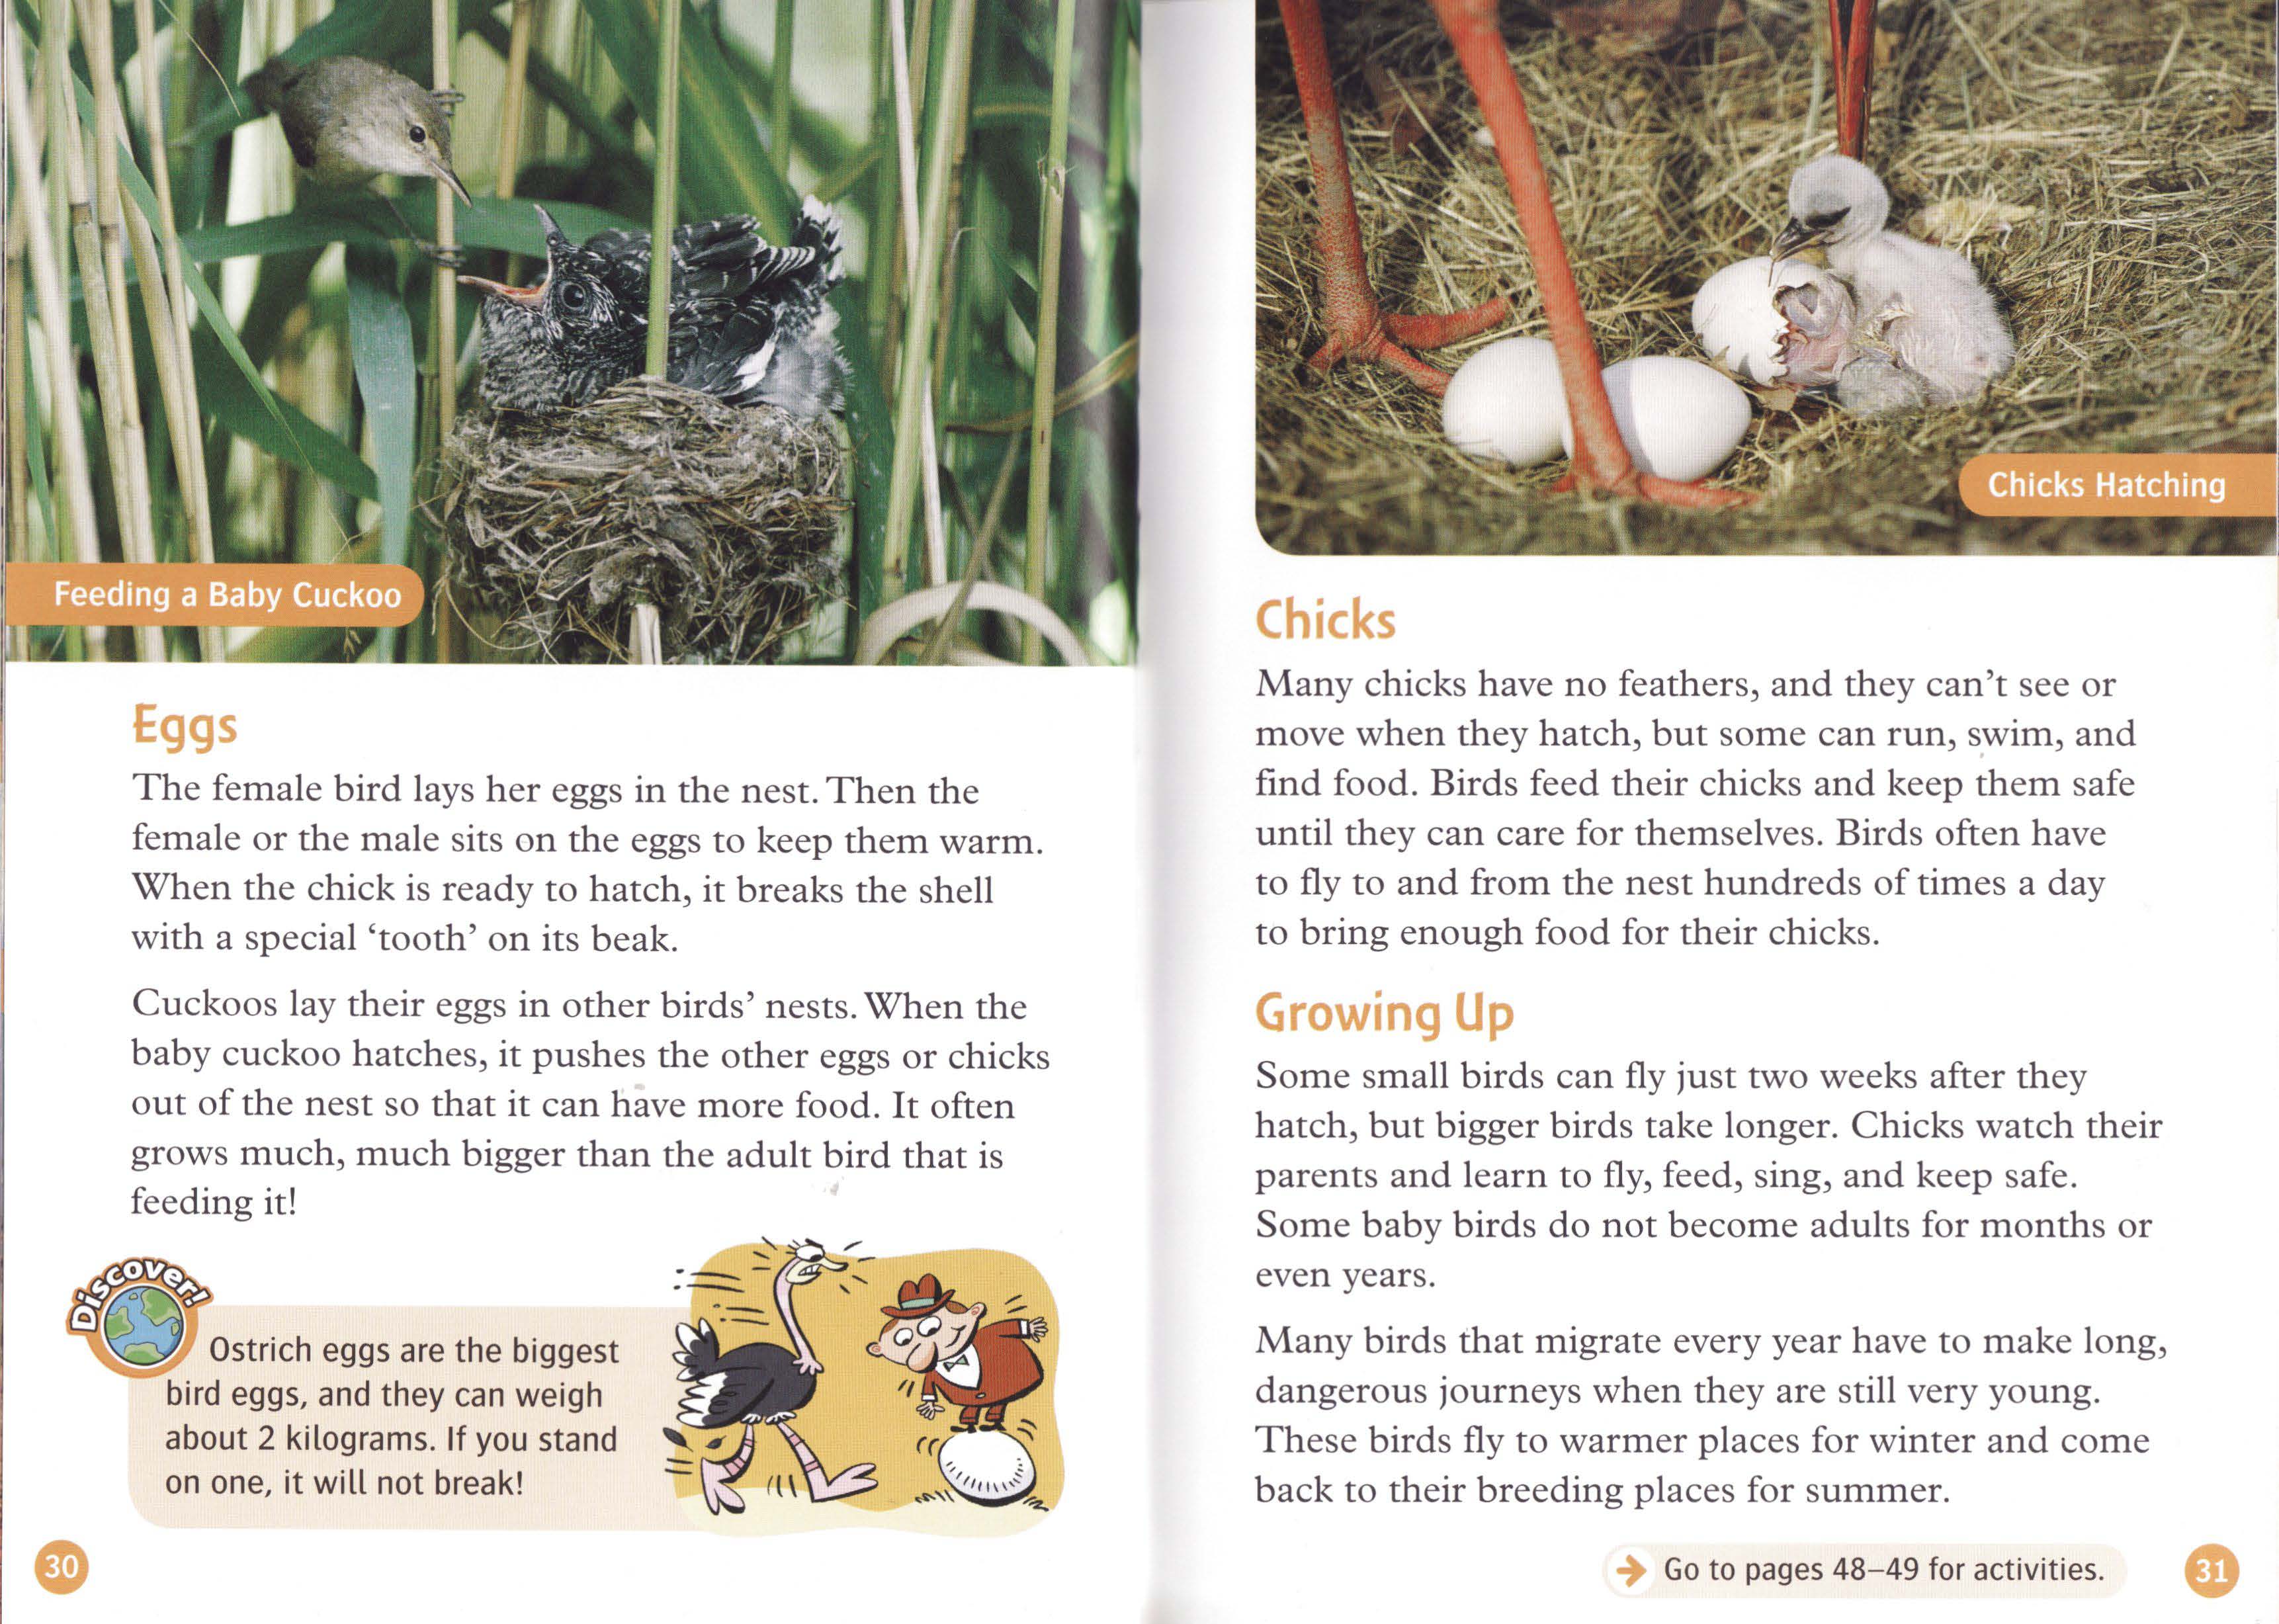 Feeding a Baby Cuckoo
Eggs
The female bird lays her eggs in the nest. Then the
female or the male sits on the eggs to keep them warm.
When the chick is ready to hatch, it breaks the shell
with a special ‘tooth’ on its beak.
Cuckoos lay their eggs in other birds’ nests. When the
baby cuckoo hatches, it pushes the other eggs or chicks
out of the nest so that it can have more food. It often
grows much, much bigger than the adult bird that is
feeding it!
Discover!
Ostrich eggs are the biggest
bird eggs, and they can weigh
about 2 kilograms. If you stand
on one, it will not break!
30
Chicks Hatching
Chicks
Many chicks have no feathers, and they can’t see or
move when they hatch, but some can run, swim, and
find food. Birds feed their chicks and keep them safe
until they can care for themselves. Birds often have
to fly to and from the nest hundreds of times a day
to bring enough food for their chicks.
Growing Up
Some small birds can fly just two weeks after they
hatch, but bigger birds take longer. Chicks watch their
parents and learn to fly, feed, sing, and keep safe.
Some baby birds do not become adults for months or
even years.
Many birds that migrate every year have to make long,
dangerous journeys when they are still very young.
These birds fly to warmer places for winter and come
back to their breeding places for summer.
Go to pages 48–49 for activities.
31